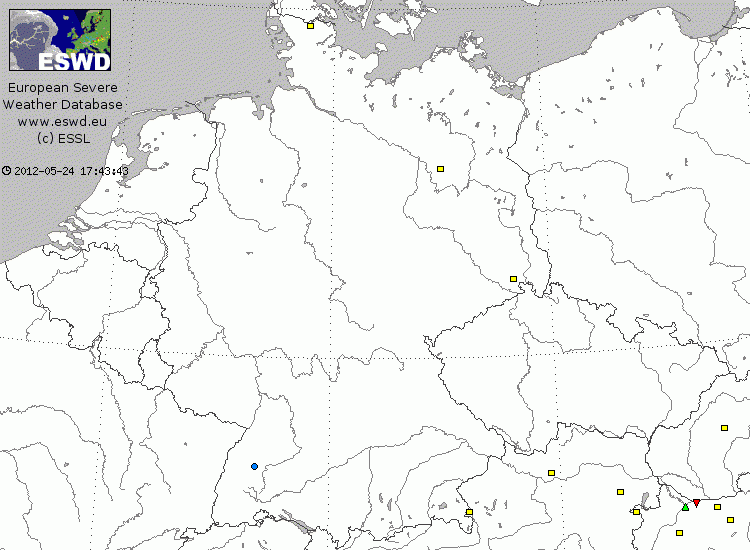 ESWD
European Severe
Weather Database
www.eswd.eu
(c) ESSL
2012-05-24 17:43:43